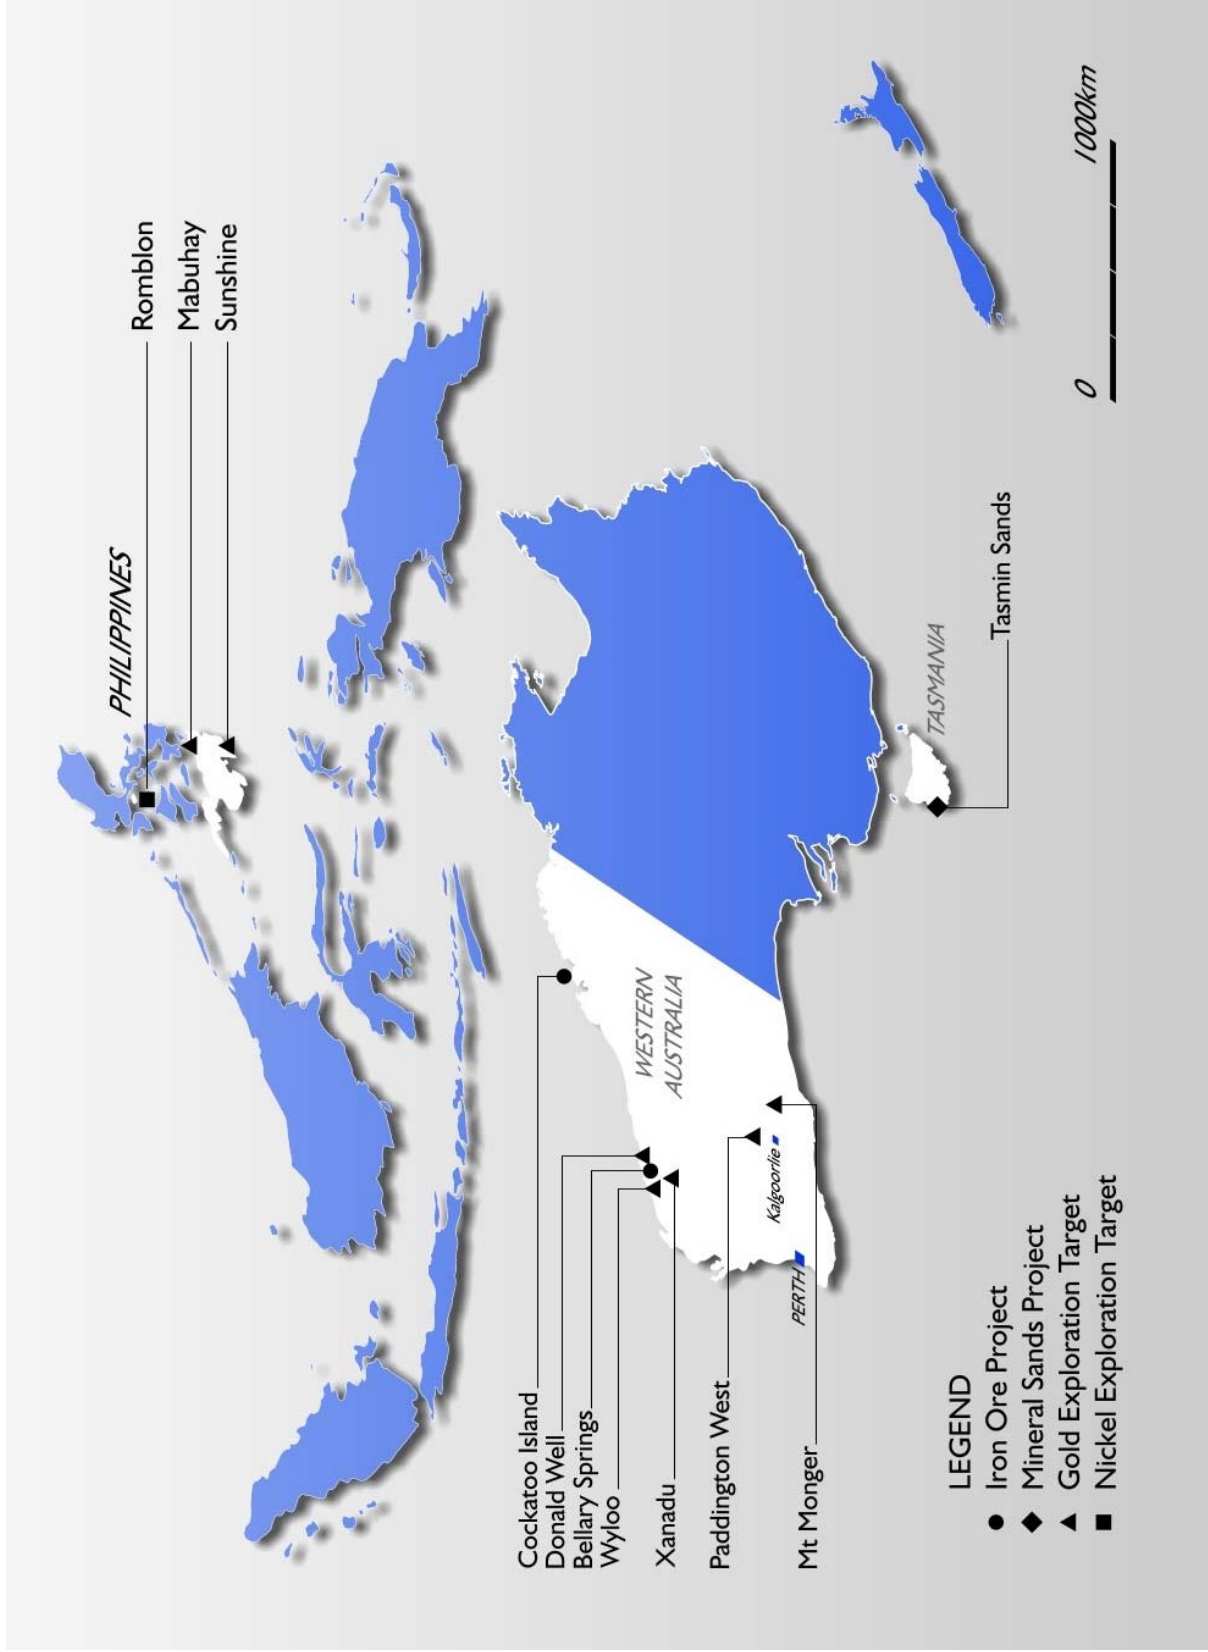 PHILIPPINES
Romblon
Mabuhay
Sunshine
Cockatoo Island
Donald Well
Bellary Springs
Wyloo
Xanadu
Paddington West
Mt Monger
WESTERN
AUSTRALIA
Kalgoorlie
PERTH
TASMANIA
Tasmin Sands
LEGEND
Iron Ore Project
Mineral Sands Project
Gold Exploration Target
Nickel Exploration Target
0 1000km